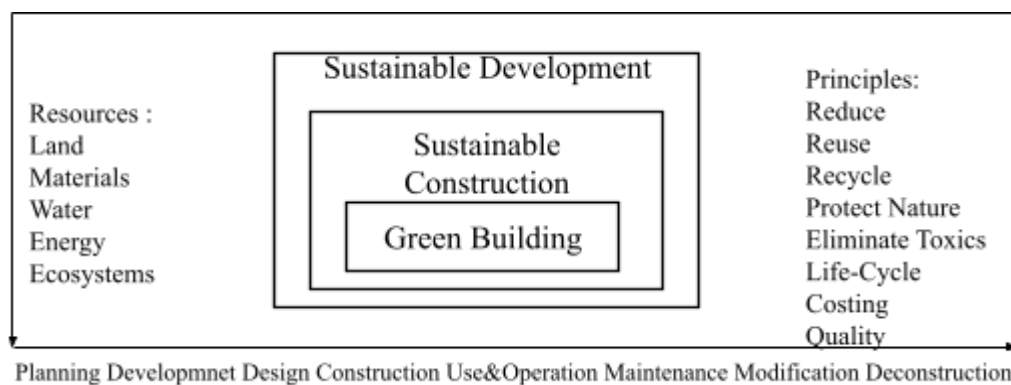 Sustainable Development
Sustainable
Construction
Green Building
Resources :
Land
Materials
Water
Energy
Ecosystems
Principles:
Reduce
Reuse
Recycle
Protect Nature
Eliminate Toxics
Life-Cycle
Costing
Quality
Planning Developmnet Design Construction Use&Operation Maintenance Modification Deconstruction